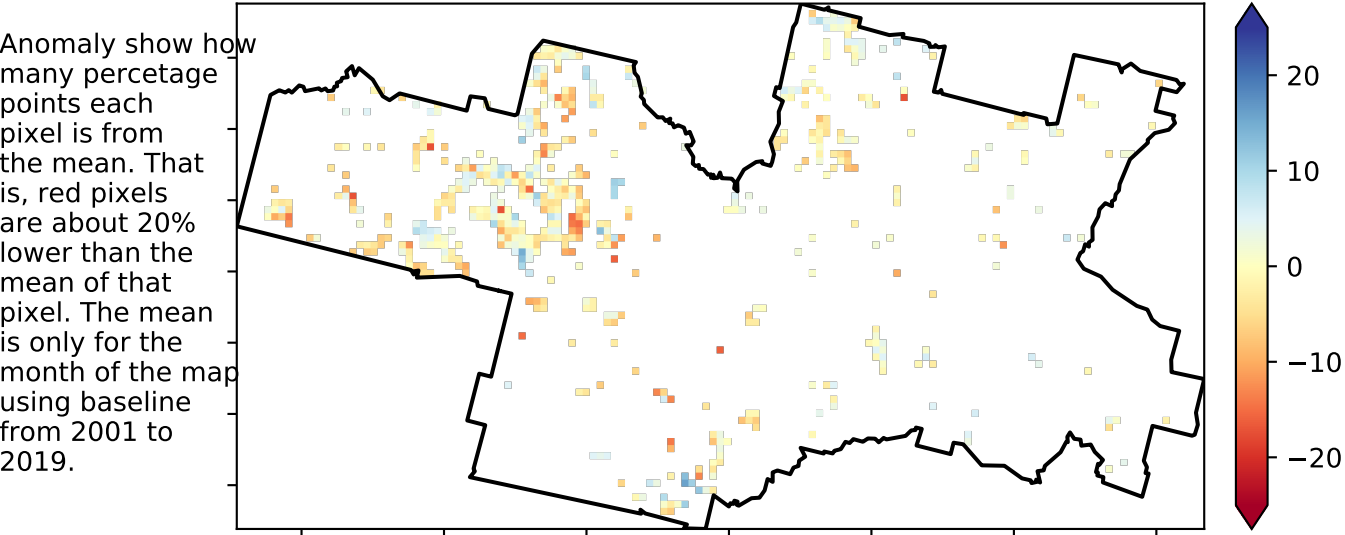 Anomaly show how
many percetage
points each
pixel is from
the mean. That
is, red pixels
are about 20%
lower than the
mean of that
pixel. The mean
is only for the
month of the map
using baseline
from 2001 to
2019.
20
10
0
−10
−20